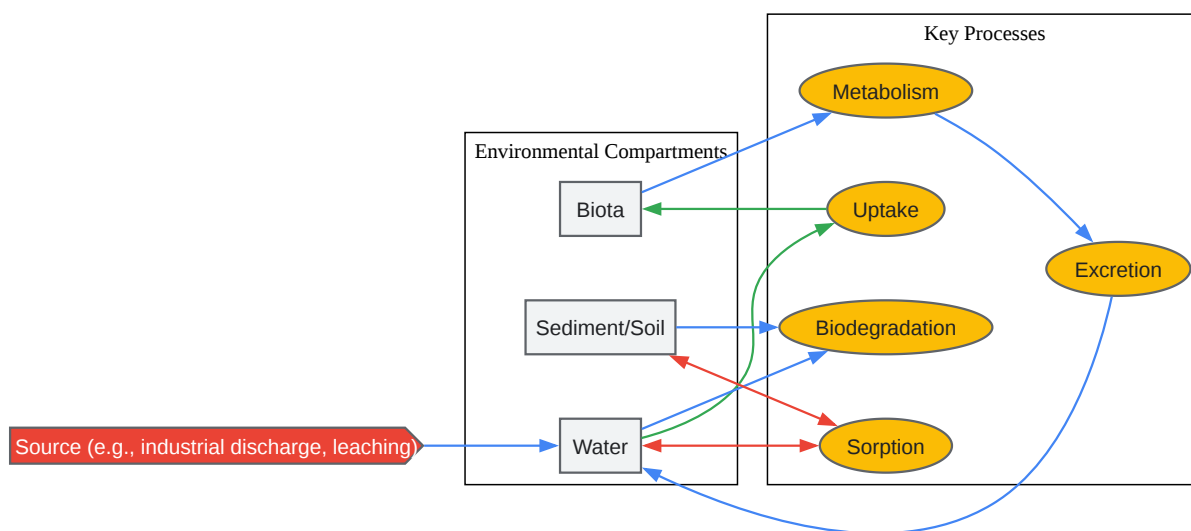 Key Processes
Metabolism
Environmental Compartments
Biota
Uptake
Excretion
Sediment/Soil
Biodegradation
Source (e.g., industrial discharge, leaching)
Water
Sorption